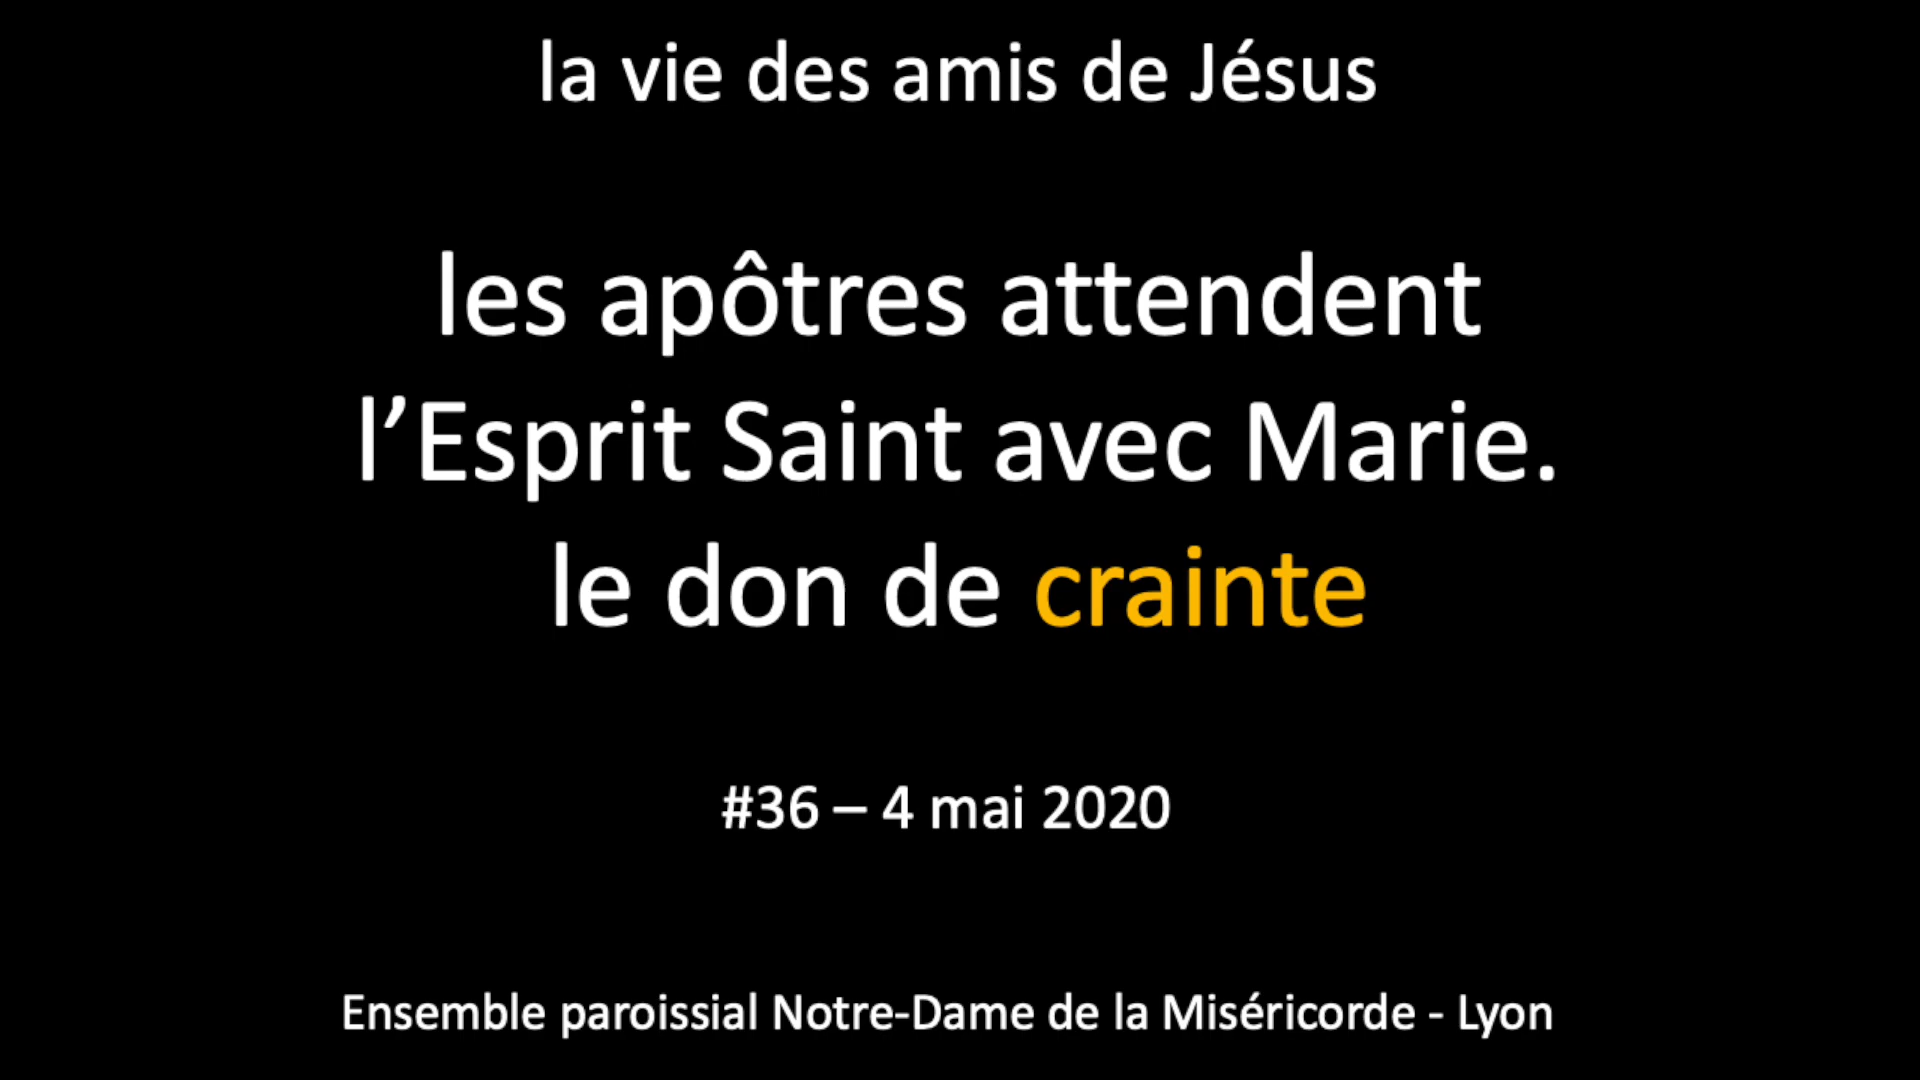 la vie des amis de Jésus
les apôtres attendent
l’Esprit Saint avec Marie.
le don de crainte
#36 – 4 mai 2020
Ensemble paroissial Notre-Dame de la Miséricorde - Lyon